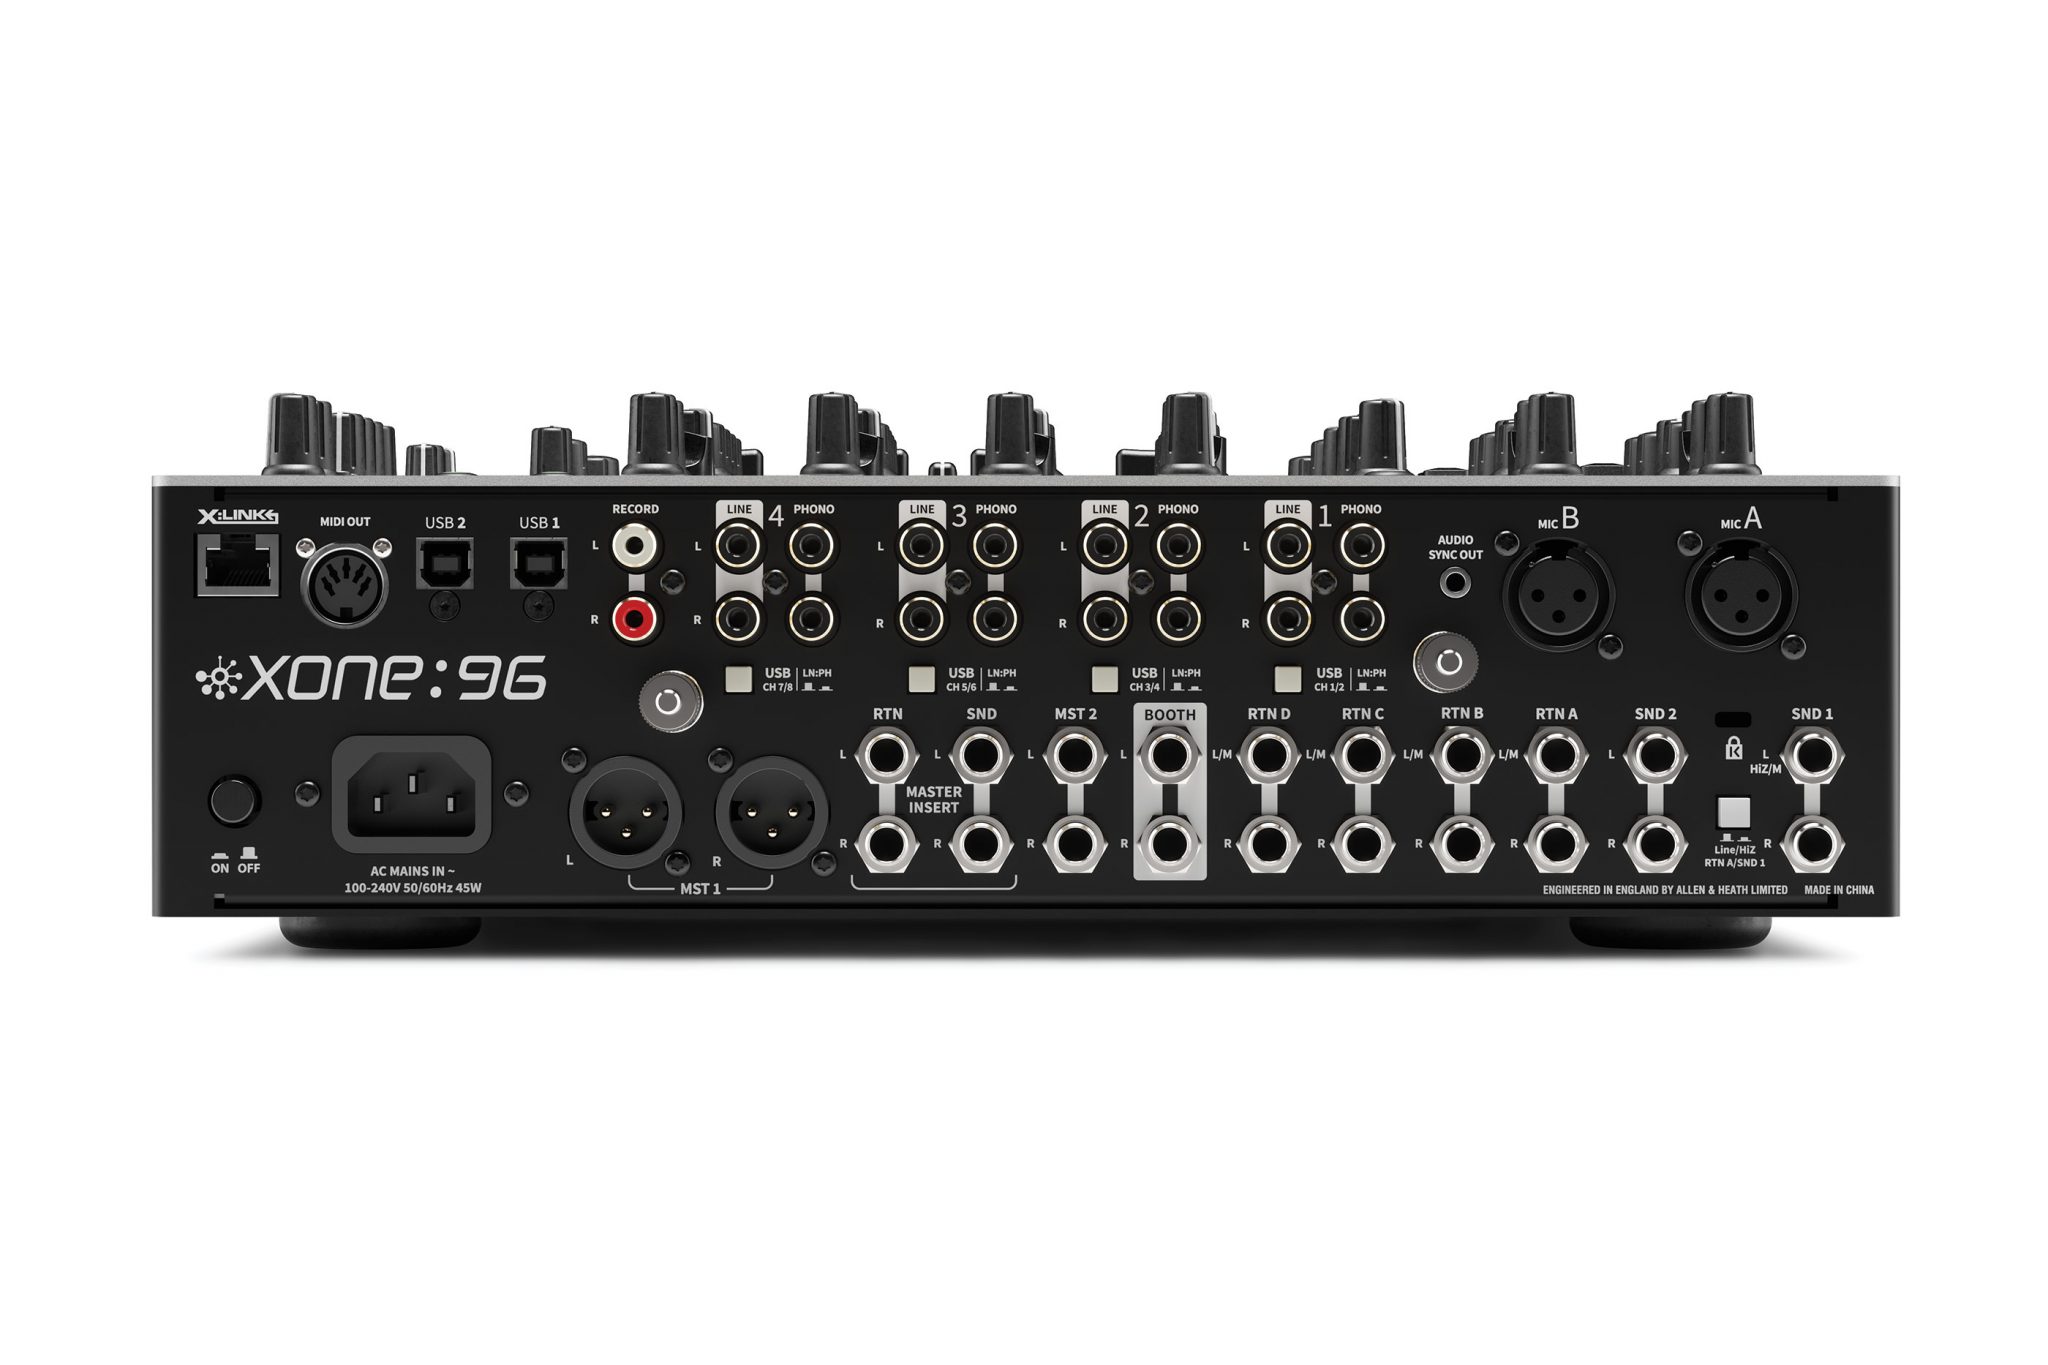 X:LINK
MIDI OUT
USB 2
USB 1
RECORD
L
R
LINE
4
PHONO
L
R
LINE
3
PHONO
L
R
LINE
2
PHONO
L
R
LINE
1
PHONO
L
R
AUDIO
SYNC OUT
MIC B
MIC A
XONE:96
USB
CH 7/8
LN:PH
USB
CH 5/6
LN:PH
USB
CH 3/4
LN:PH
USB
CH 1/2
LN:PH
RTN
L
R
SND
L
R
MASTER
INSERT
MST 2
L
R
BOOTH
L
R
RTN D
L/M
R
RTN C
L/M
R
RTN B
L/M
R
RTN A
L/M
R
SND 2
L
R
K
SND 1
L
HiZ/M
R
Line/HiZ
RTN A/SND 1
ON OFF
AC MAINS IN ~
100-240V 50/60Hz 45W
L
R
MST 1
ENGINEERED IN ENGLAND BY ALLEN & HEATH LIMITED MADE IN CHINA